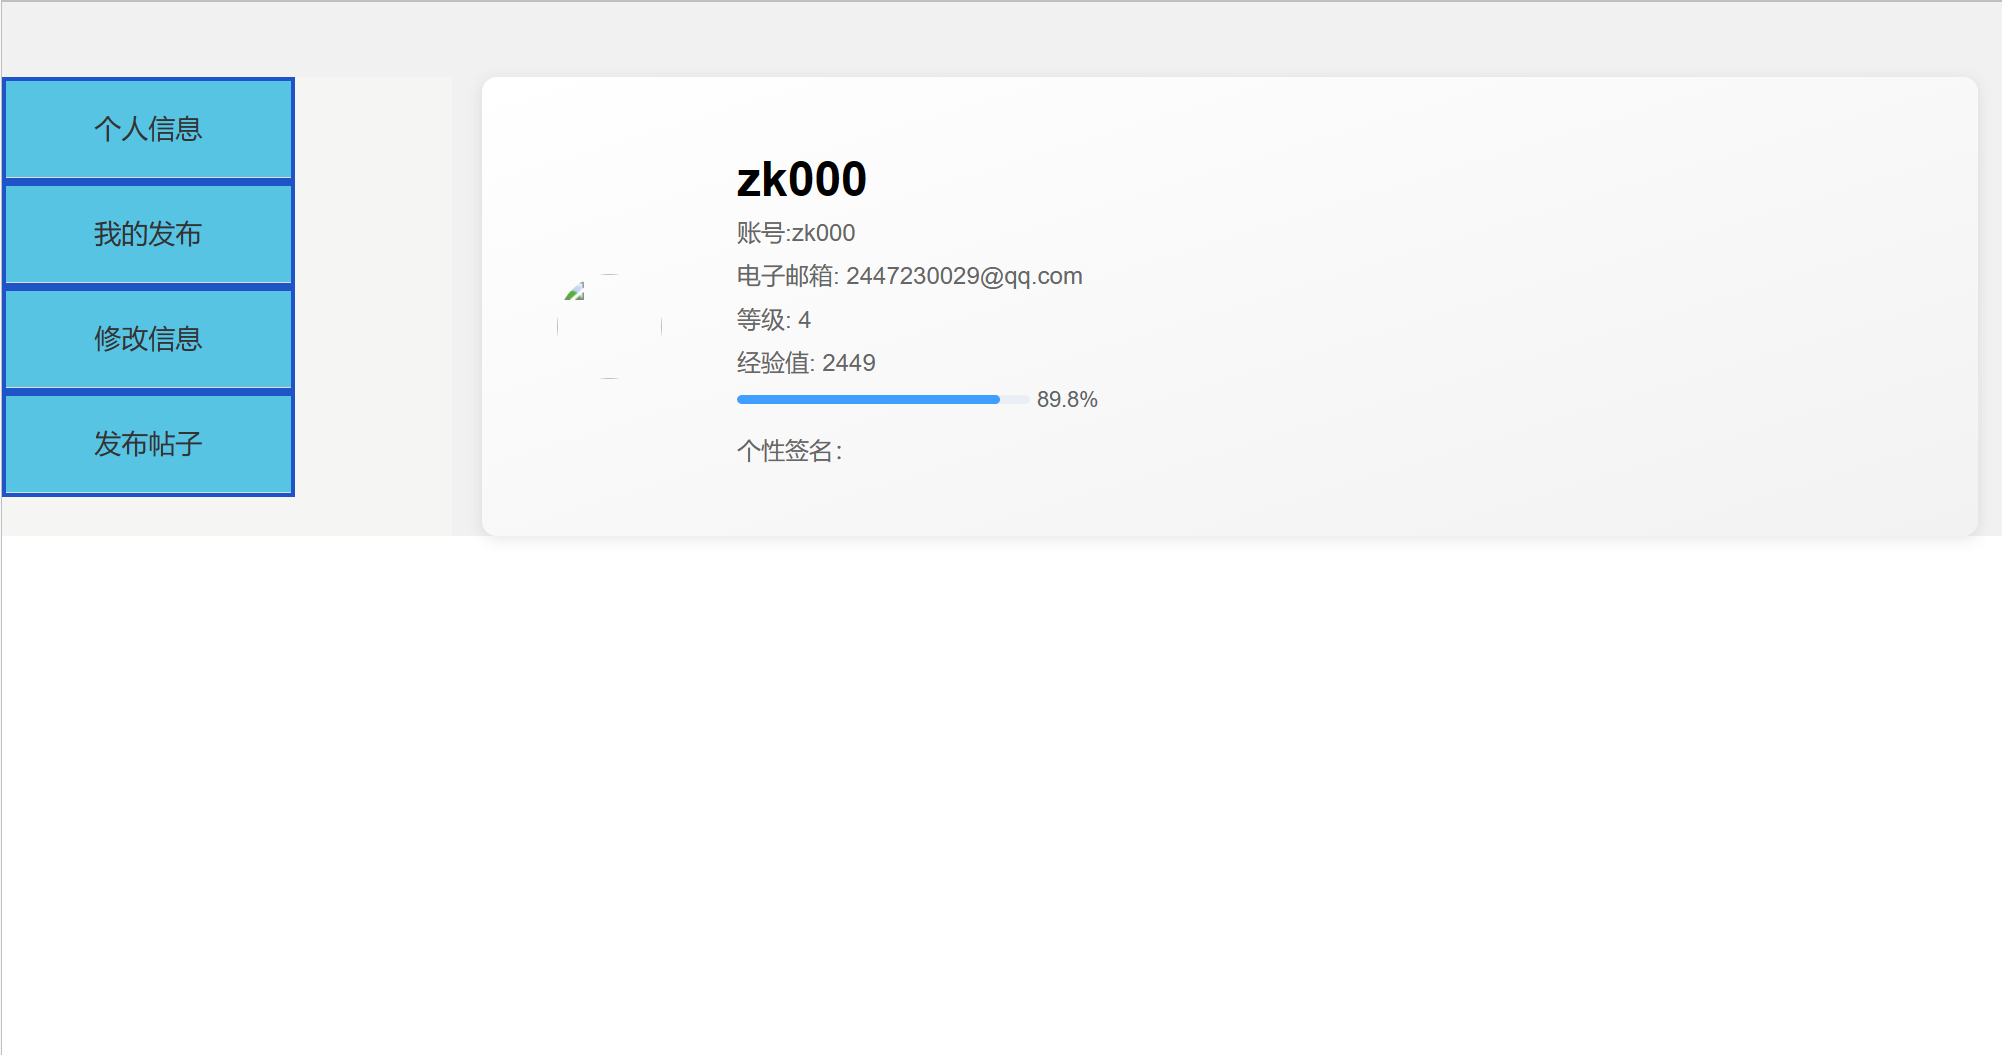 个人信息
我的发布
修改信息
发布帖子
zk000
账号:zk000
电子邮箱: 2447230029@qq.com
等级: 4
经验值: 2449
89.8%
个性签名：